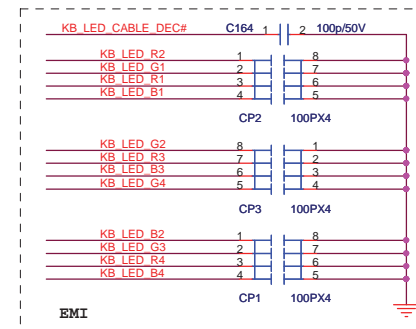 KB_LED_CABLE_DEC# C164 1 2 100p/50V
KB_LED_R2 1 8
KB_LED_G1 2 7
KB_LED_R1 3 6
KB_LED_B1 4 5
CP2 100PX4
KB_LED_G2 8 1
KB_LED_R3 7 2
KB_LED_B3 6 3
KB_LED_G4 5 4
CP3 100PX4
KB_LED_B2 1 8
KB_LED_G3 2 7
KB_LED_R4 3 6
KB_LED_B4 4 5
CP1 100PX4
EMI